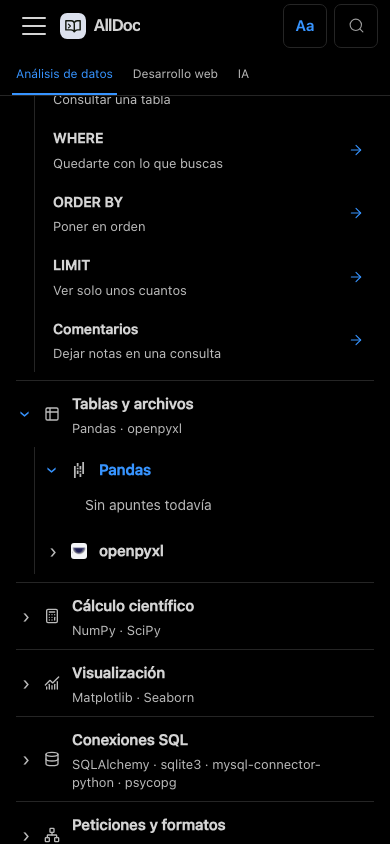 AllDoc
Aa
Análisis de datos
Desarrollo web
IA
Consultar una tabla
WHERE
Quedarte con lo que buscas
ORDER BY
Poner en orden
LIMIT
Ver solo unos cuantos
Comentarios
Dejar notas en una consulta
Tablas y archivos
Pandas · openpyxl
Pandas
Sin apuntes todavía
openpyxl
Cálculo científico
NumPy · SciPy
Visualización
Matplotlib · Seaborn
Conexiones SQL
SQLAlchemy · sqlite3 · mysql-connector-
python · psycopg
Peticiones y formatos